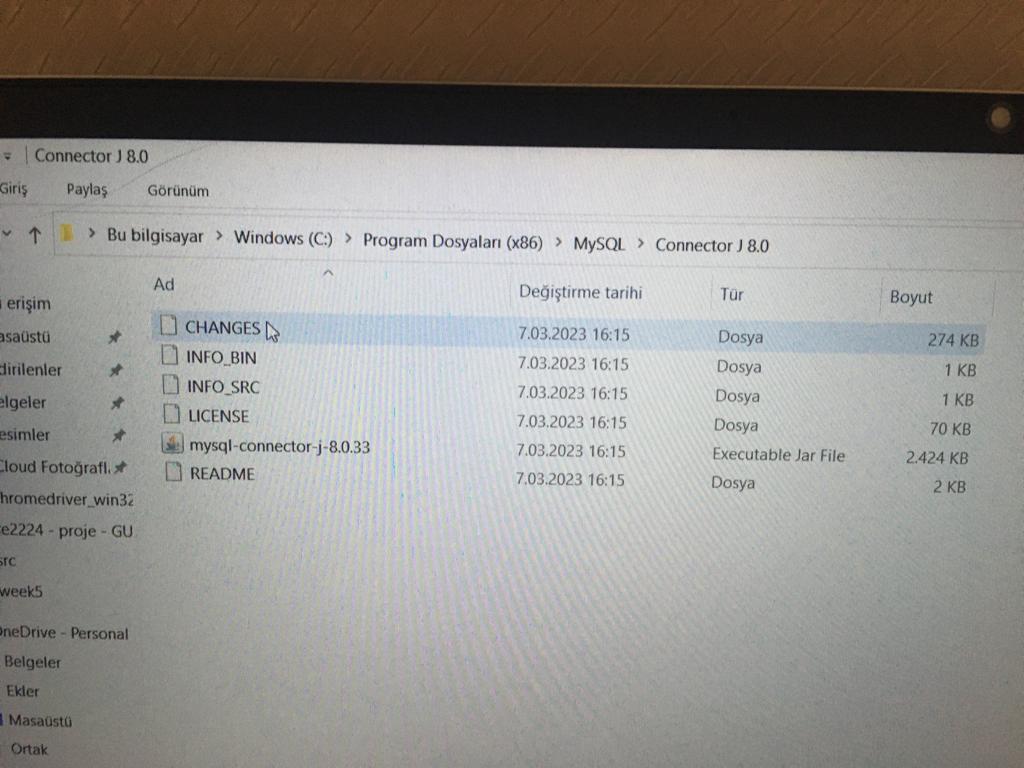 Connector J 8.0
Giriş Paylaş Görünüm
Bu bilgisayar > Windows (C:) > Program Dosyaları (x86) > MySQL > Connector J 8.0
Ad Değiştirme tarihi Tür Boyut
CHANGES 7.03.2023 16:15 Dosya 274 KB
INFO_BIN 7.03.2023 16:15 Dosya 1 KB
INFO_SRC 7.03.2023 16:15 Dosya 1 KB
LICENSE 7.03.2023 16:15 Dosya 70 KB
mysql-connector-j-8.0.33 7.03.2023 16:15 Executable Jar File 2.424 KB
README 7.03.2023 16:15 Dosya 2 KB
erişim
asaüstü
dirilenler
elgeler
esimler
Cloud Fotoğrafl.
hromedriver_win32
e2224 - proje - GU
src
week5
OneDrive - Personal
Belgeler
Ekler
Masaüstü
Ortak